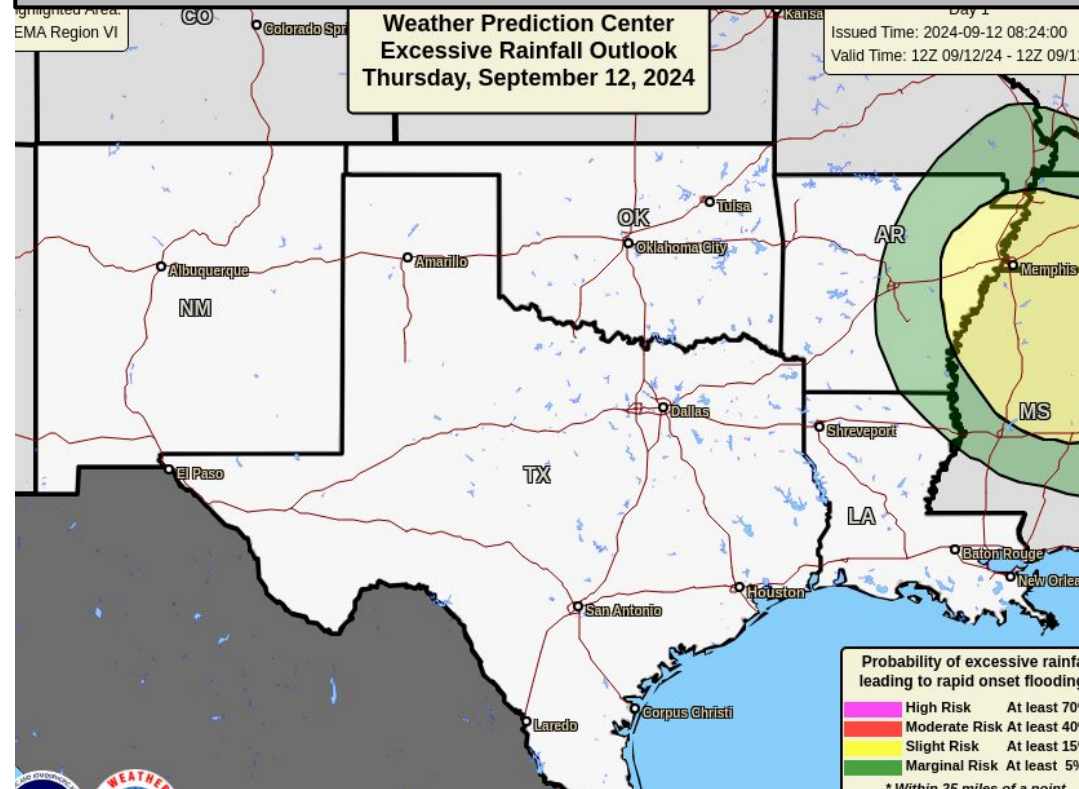 CO
EMA Region VI
Colorado Spri
Weather Prediction Center
Excessive Rainfall Outlook
Thursday, September 12, 2024
Kansa
Day 1
Issued Time: 2024-09-12 08:24:00
Valid Time: 12Z 09/12/24 - 12Z 09/13
Tulsa
OK
AR
Oklahoma City
Amarillo
Albuquerque
Memphis
NM
Dallas
MS
Shreveport
El Paso
TX
LA
Baton Rouge
New Orlea
Houston
San Antonio
Corpus Christi
Laredo
Probability of excessive rainfa
leading to rapid onset flooding
High Risk At least 70%
Moderate Risk At least 40%
Slight Risk At least 15%
Marginal Risk At least 5%
* Within 25 miles of a point
WEATHER